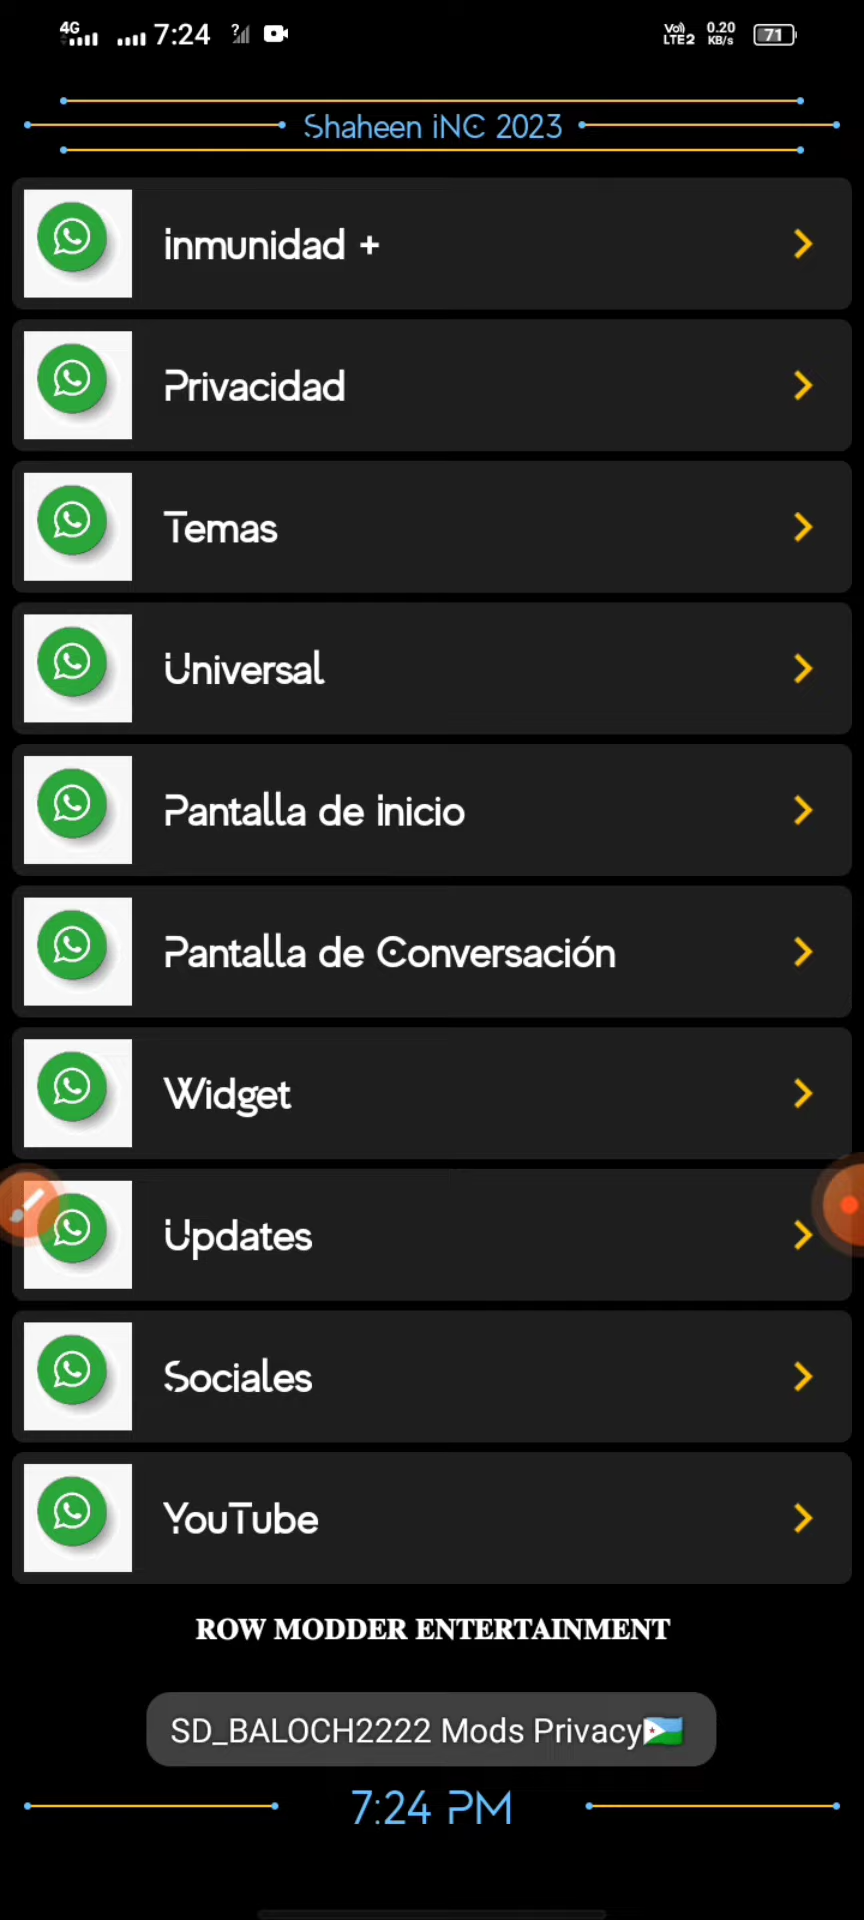 4G 7:24 ? Vo) LTE2 0.20 KB/s 71
Shaheen iNC 2023
inmunidad +
Privacidad
Temas
Universal
Pantalla de inicio
Pantalla de Conversación
Widget
Updates
Sociales
YouTube
ROW MODDER ENTERTAINMENT
SD_BALOCH2222 Mods Privacy🇩🇯
7:24 PM